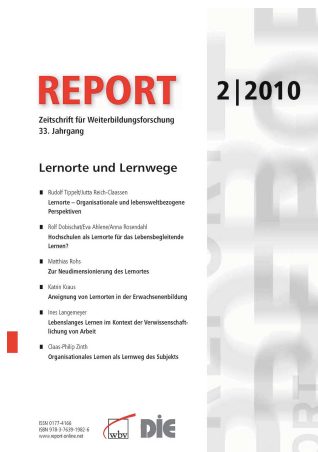 REPORT 2|2010
Zeitschrift für Weiterbildungsforschung
33. Jahrgang
Lernorte und Lernwege
Rudolf Tippelt/Jutta Reich-Claassen
Lernorte – Organisationale und lebensweltbezogene
Perspektiven
Rolf Dobischat/Eva Ahlene/Anna Rosendahl
Hochschulen als Lernorte für das Lebensbegleitende
Lernen?
Matthias Rohs
Zur Neudimensionierung des Lernortes
Katrin Kraus
Aneignung von Lernorten in der Erwachsenenbildung
Ines Langemeyer
Lebenslanges Lernen im Kontext der Verwissenschaft-
lichung von Arbeit
Claas-Philip Zinth
Organisationales Lernen als Lernweg des Subjekts
ISSN 0177-4166
ISBN 978-3-7639-1982-6
www.report-online.net
wbv
DIE